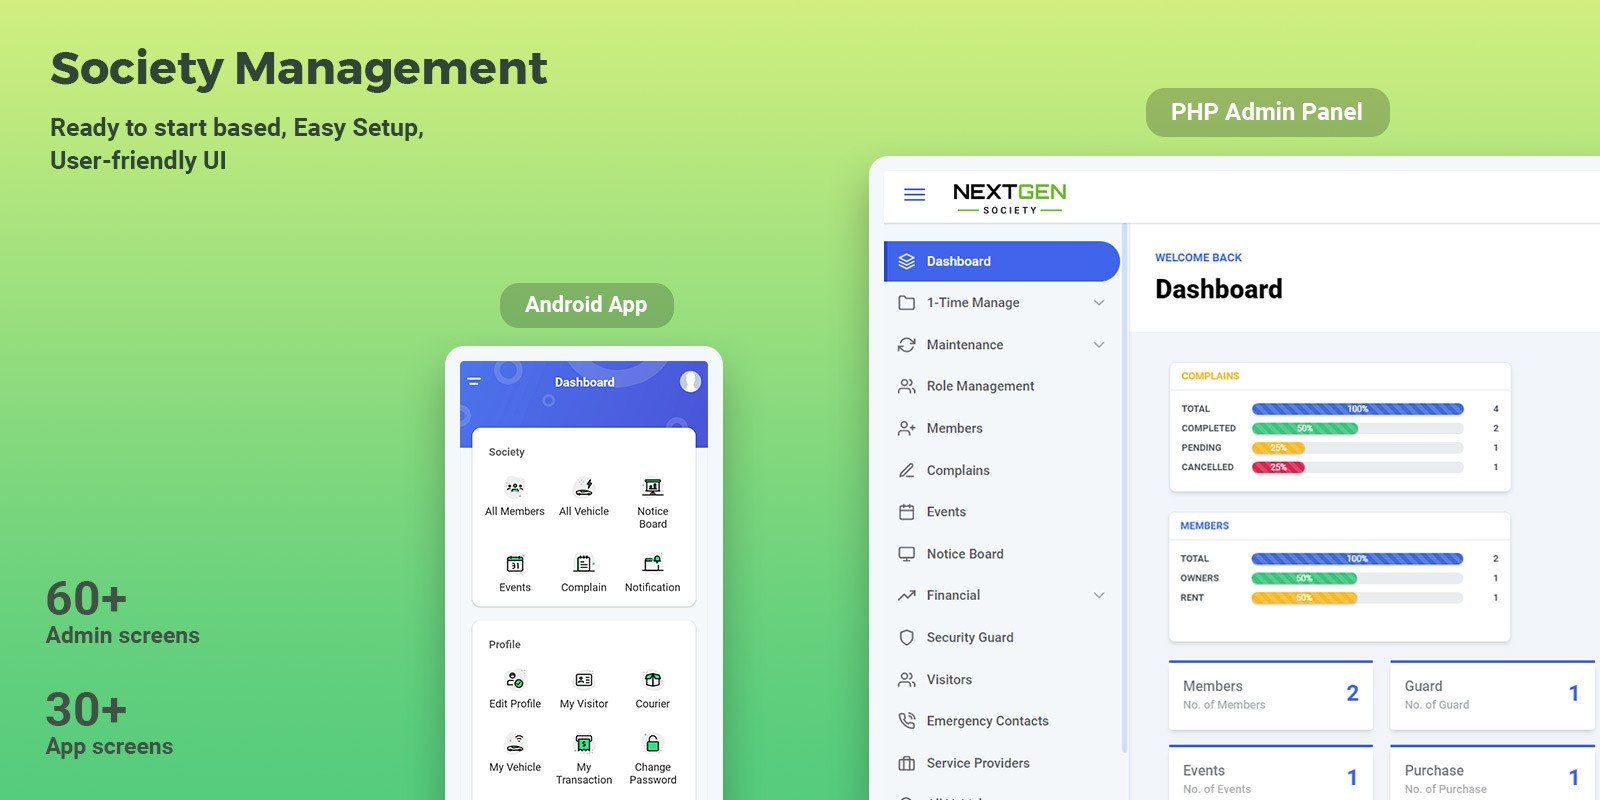 Society Management
Ready to start based, Easy Setup,
User-friendly UI
60+
Admin screens
30+
App screens
Android App
Dashboard
Society
All Members
All Vehicle
Notice
Board
Events
Complain
Notification
Profile
Edit Profile
My Visitor
Courier
My Vehicle
My
Transaction
Change
Password
PHP Admin Panel
NEXTGEN
SOCIETY
Dashboard
1-Time Manage
Maintenance
Role Management
Members
Complains
Events
Notice Board
Financial
Security Guard
Visitors
Emergency Contacts
Service Providers
WELCOME BACK
Dashboard
COMPLAINS
TOTAL 100% 4
COMPLETED 50% 2
PENDING 25% 1
CANCELLED 25% 1
MEMBERS
TOTAL 100% 2
OWNERS 50% 1
RENT 50% 1
Members
No. of Members
2
Guard
No. of Guard
1
Events
No. of Events
1
Purchase
No. of Purchase
1